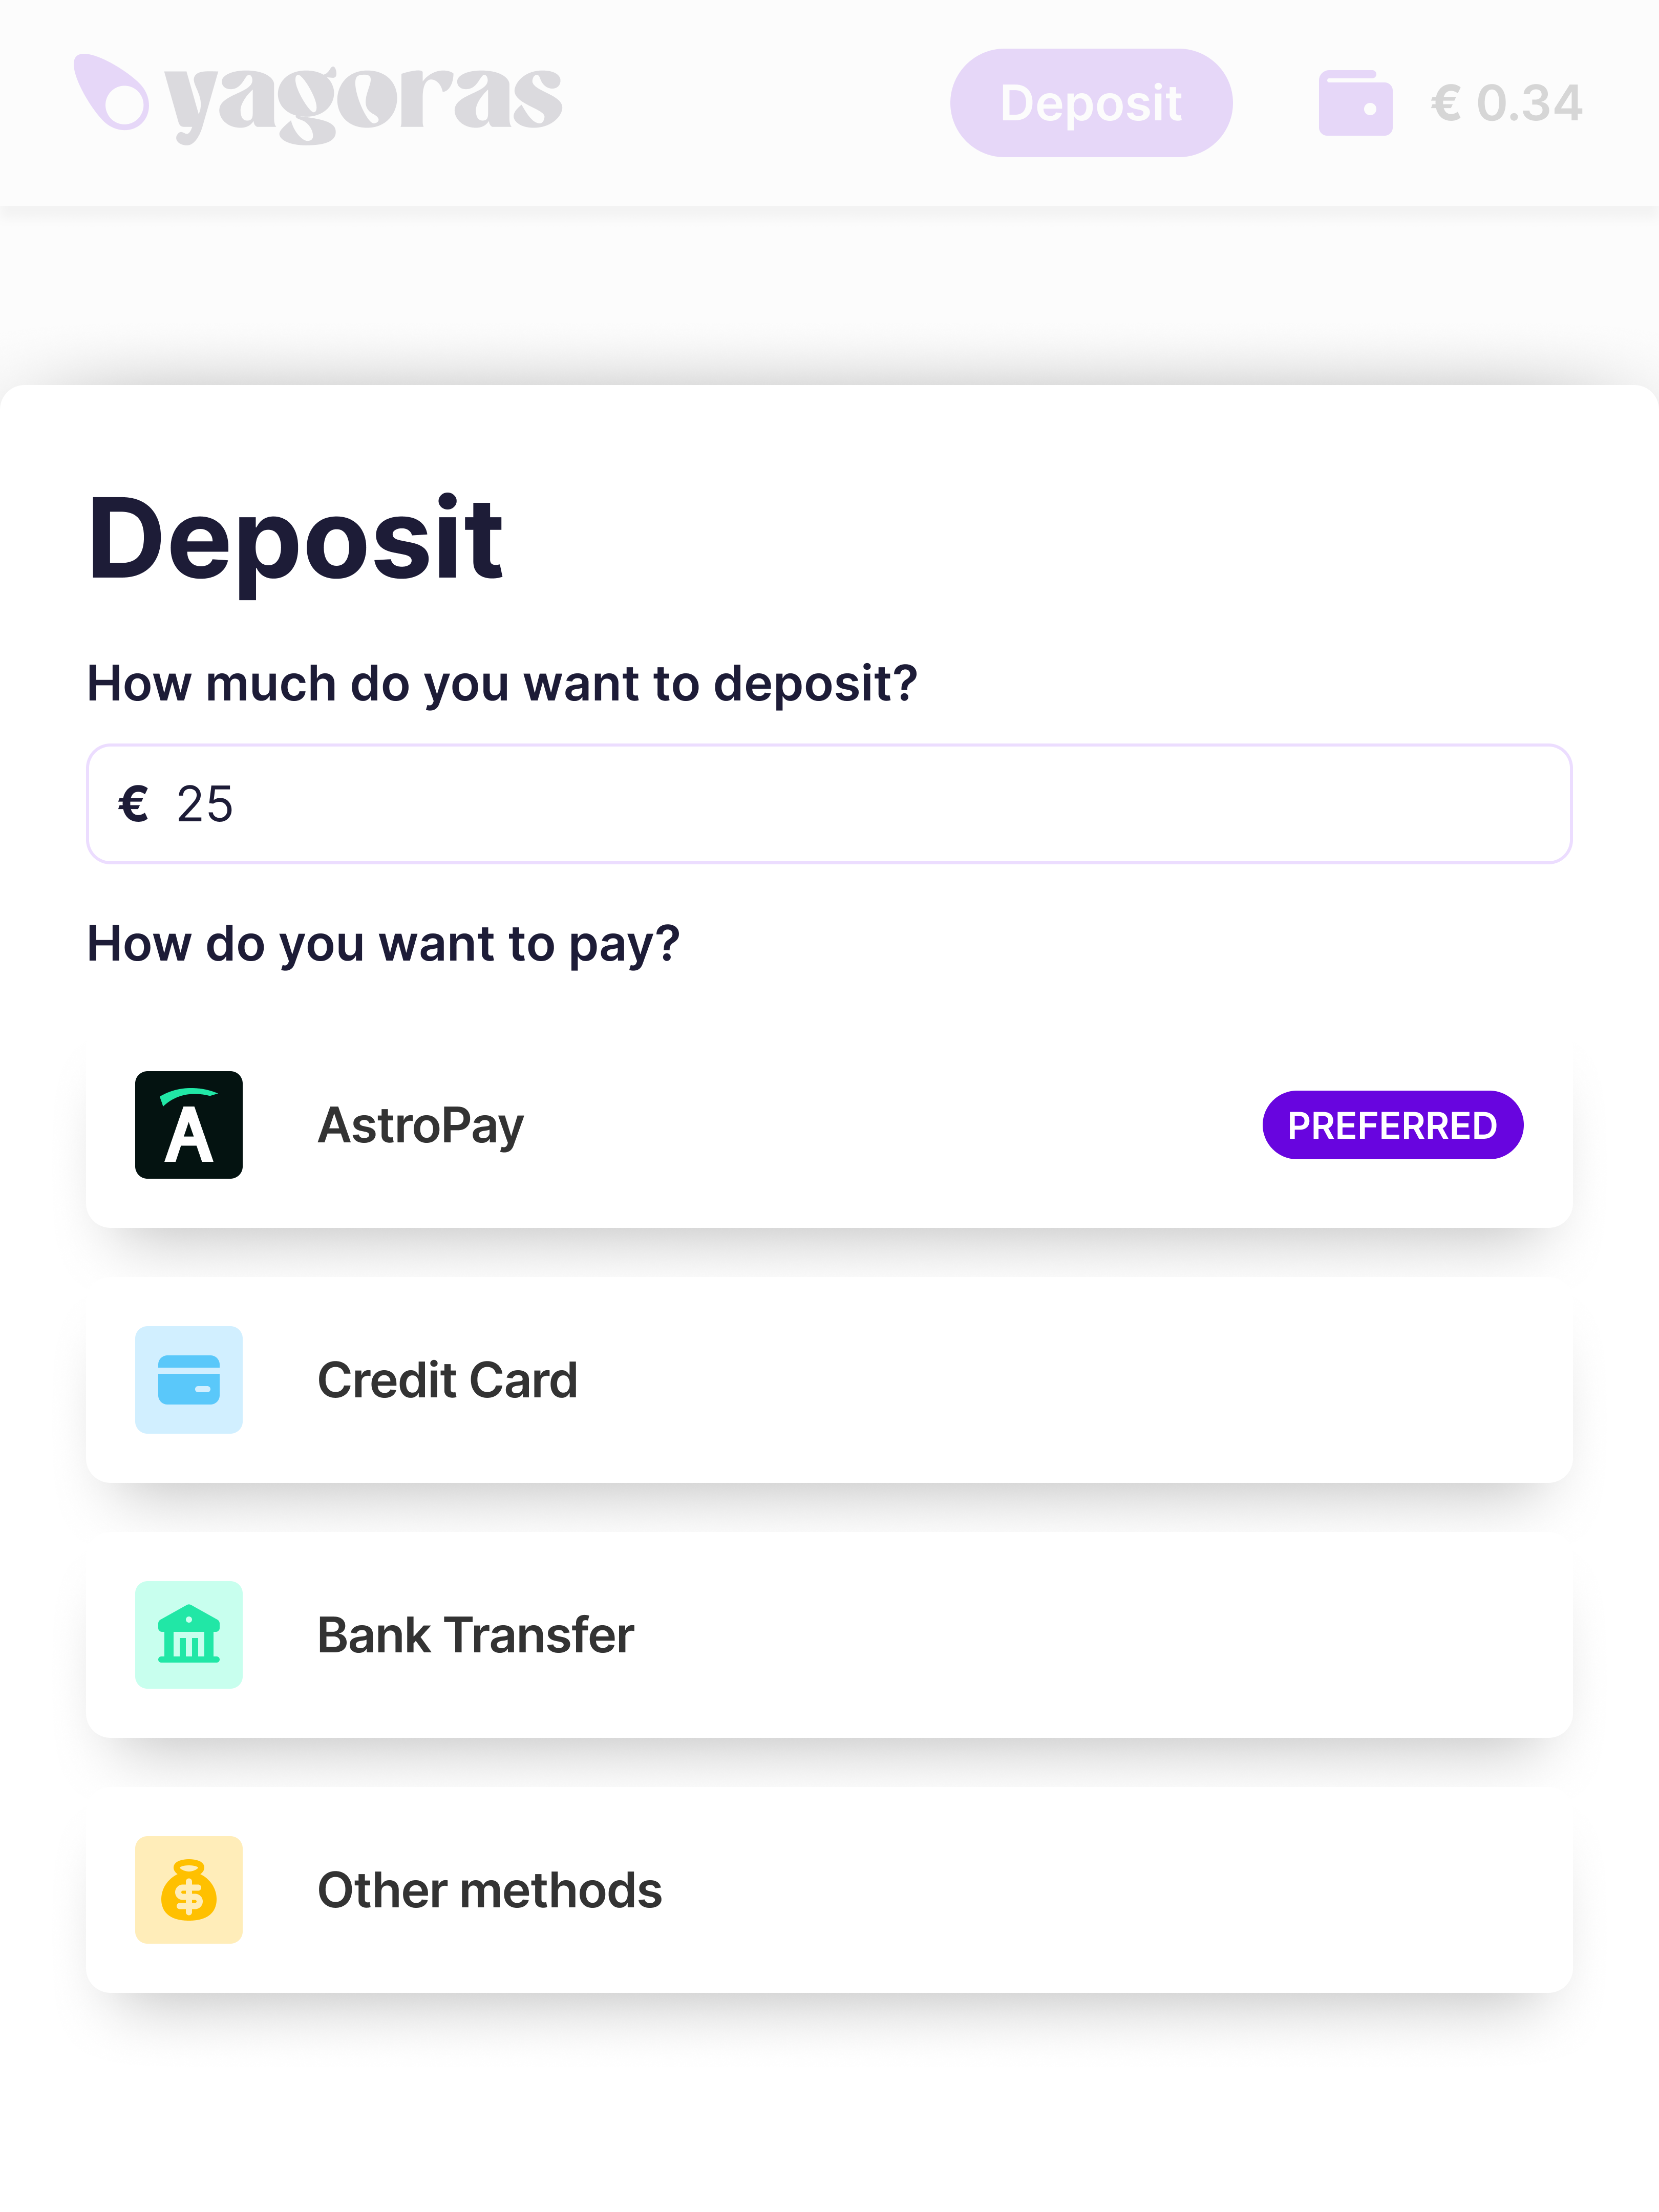 yagoras
Deposit
€ 0.34
Deposit
How much do you want to deposit?
€ 25
How do you want to pay?
A
AstroPay
PREFERRED
Credit Card
Bank Transfer
Other methods